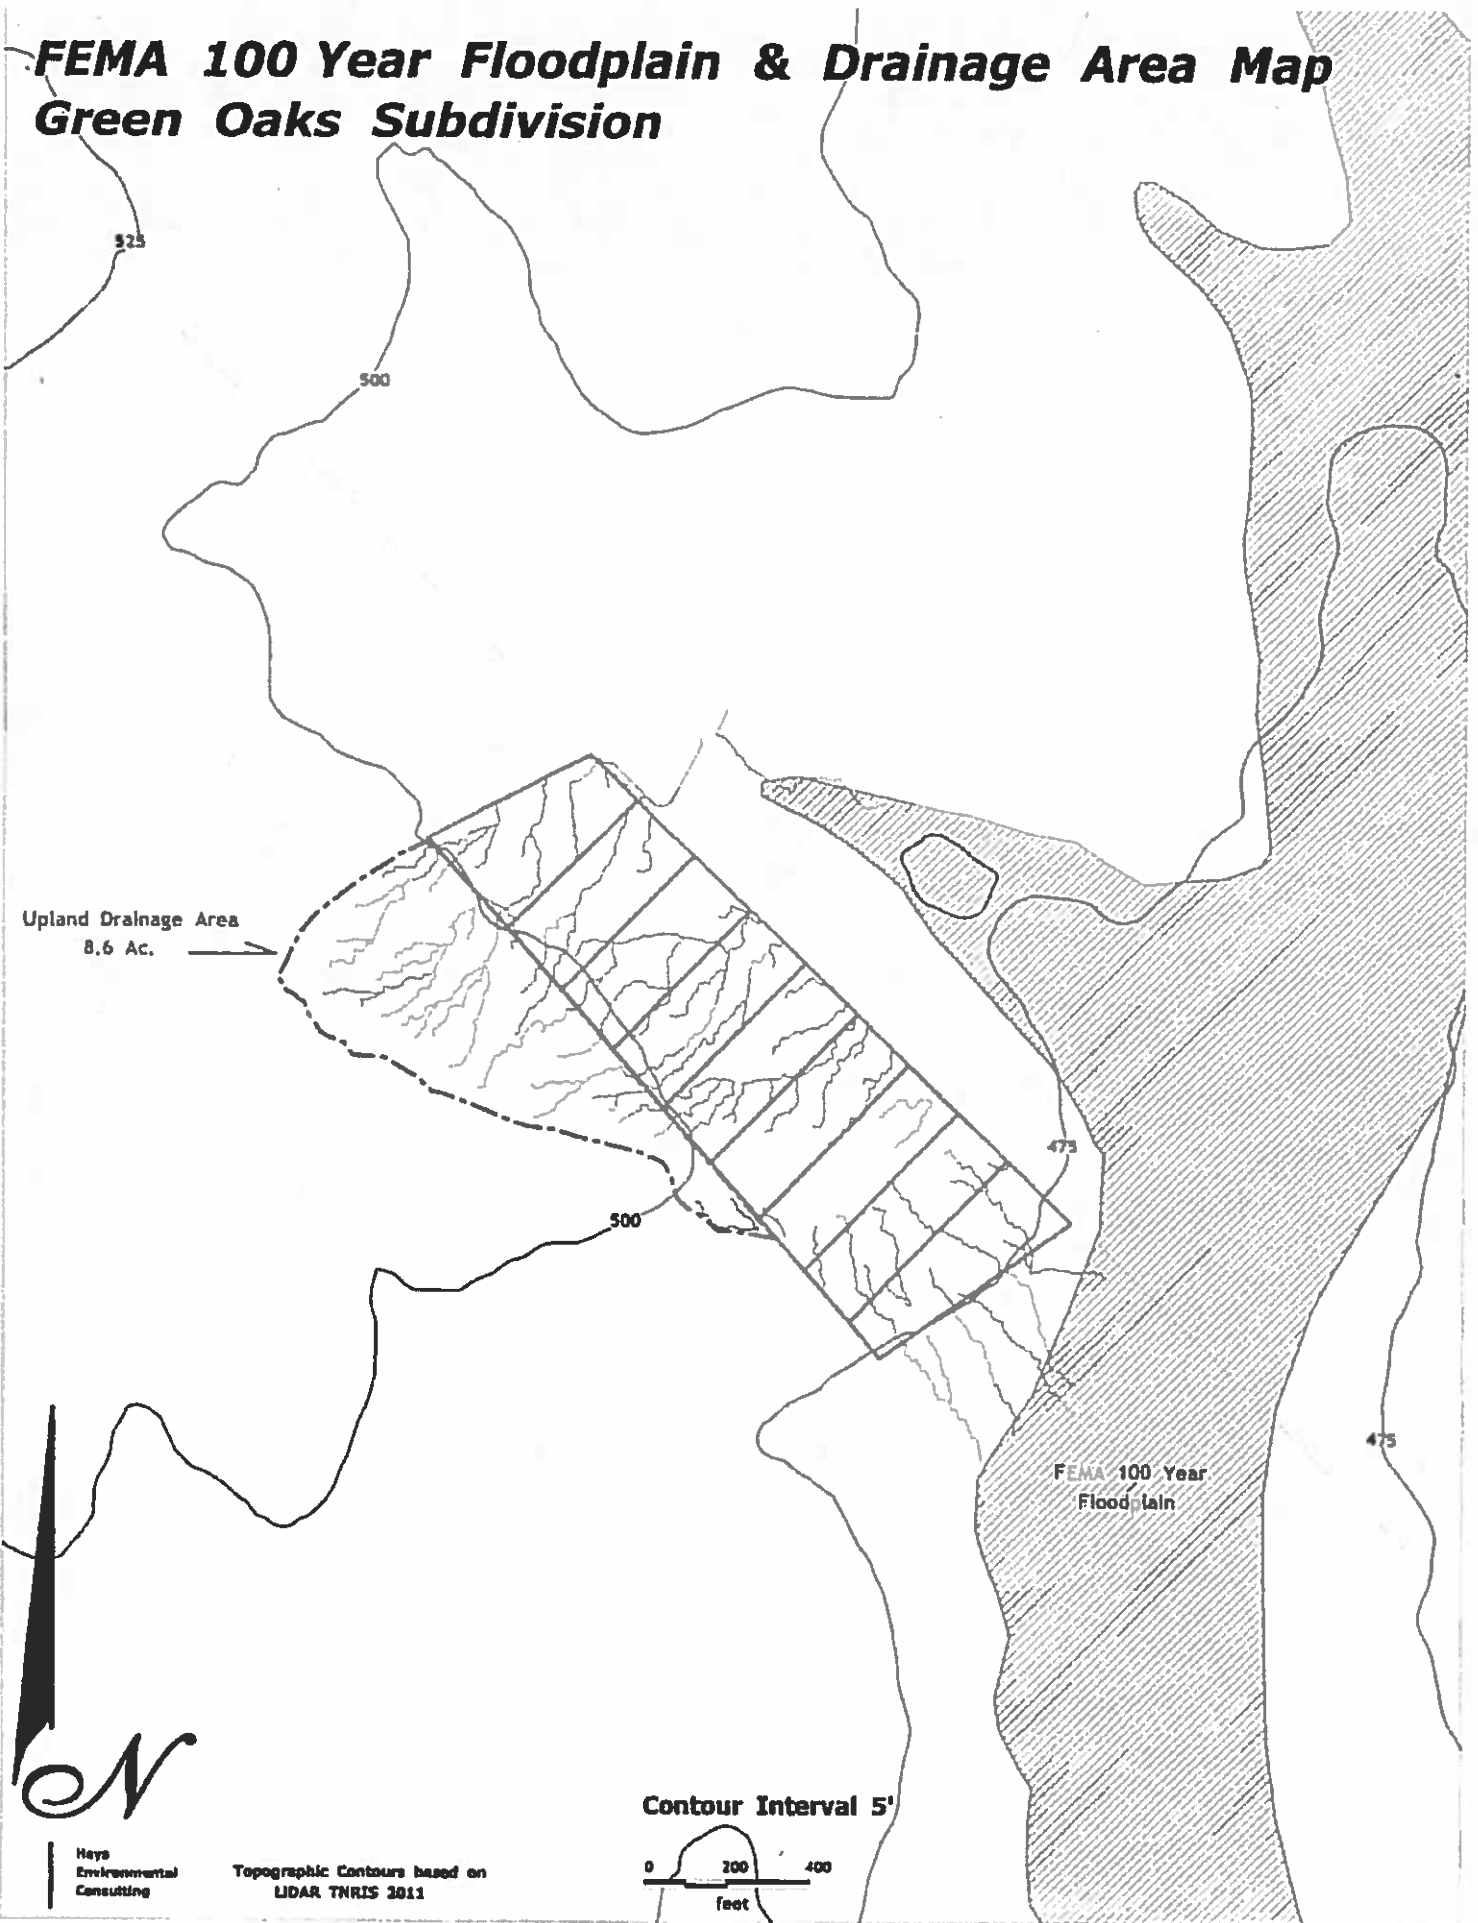 FEMA 100 Year Floodplain & Drainage Area Map
Green Oaks Subdivision
525
500
Upland Drainage Area
8.6 Ac.
475
500
475
FEMA 100 Year
Floodplain
N
Contour Interval 5'
0 200 400
feet
Hays
Environmental
Consulting
Topographic Contours based on
LIDAR TNRIS 2011